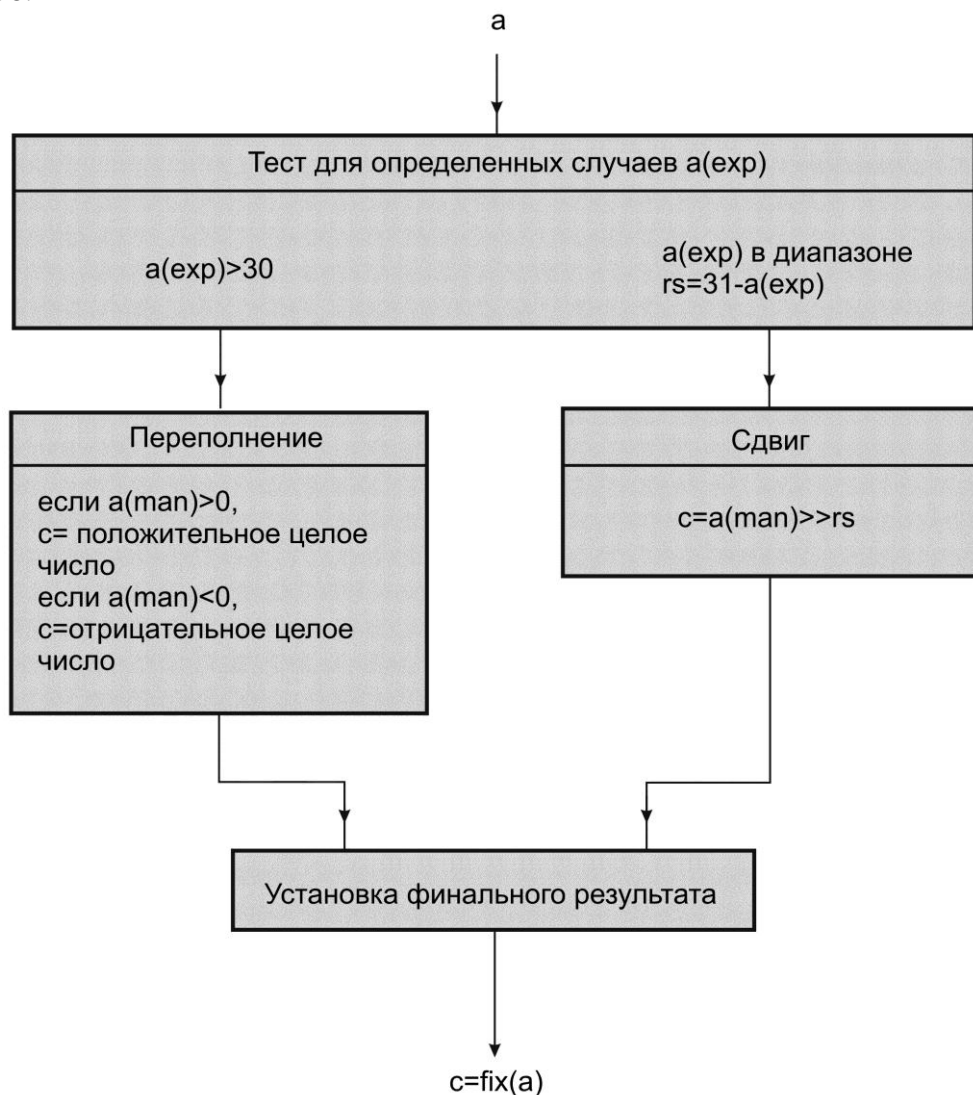 a
Тест для определенных случаев a(exp)
a(exp)>30
a(exp) в диапазоне
rs=31-a(exp)
Переполнение
если a(man)>0,
c= положительное целое
число
если a(man)<0,
c=отрицательное целое
число
Сдвиг
c=a(man)>>rs
Установка финального результата
c=fix(a)